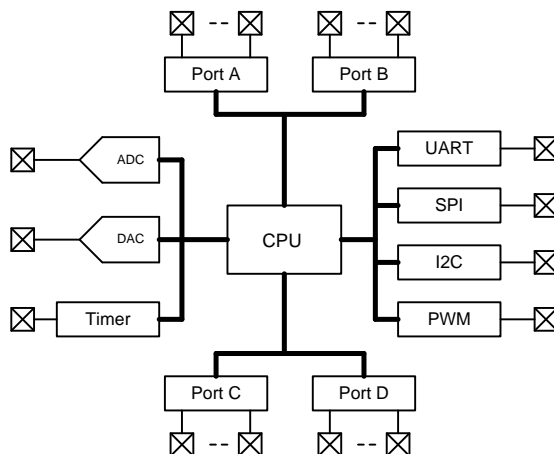 Port A
Port B
ADC
UART
DAC
CPU
SPI
I2C
Timer
PWM
Port C
Port D